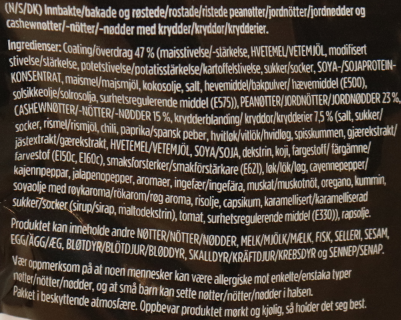 (N/S/DK) Innbakte/bakade og røstede/rostade/ristede peanøtter/jordnötter/jordnødder og
cashewnøtter/-nötter/-nødder med krydder/kryddor/krydderier.
Ingredienser: Coating/överdrag 47 % (maisstivelse/-stärkelse, HVETEMEL/VETEMJÖL, modifisert
stivelse/stärkelse, potetstivelse/potatisstärkelse/kartoffelstivelse, sukker/socker, SOYA-/SOJAPROTEIN-
KONSENTRAT, maismel/majsmjöl, kokosolje, salt, hevemiddel/bakpulver/hævemiddel (E500),
solsikkeolje/solrosolja, surhetsregulerende middel (E575)), PEANØTTER/JORDNÖTTER/JORDNØDDER 23 %,
CASHEWNØTTER/-NÖTTER/-NØDDER 15 %, krydderblanding/kryddor/krydderier 7,5 % (salt, sukker/
socker, rismel/rismjöl, chili, paprika/spansk peber, hvitløk/vitlök/hvidløg, spisskummen, gjærekstrakt/
jästextrakt/gærekstrakt, HVETEMEL/VETEMJÖL, SOYA/SOJA, dekstrin, koji, fargestoff/färgämne/
farvestof (E150c, E160c), smaksforsterker/smakförstärkare (E621), løk/lök/løg, cayennepepper/
kajennpeppar, jalapenopepper, aromaer, ingefær/ingefära, muskat/muskotnöt, oregano, kummin,
soyaolje med røykaroma/rökarom/røg aroma, risolje, capsikum, karamellisert/karamelliserad
sukker/socker (sirup/sirap, maltodekstrin), tomat, surhetsregulerende middel (E330)), rapsolje.
Produktet kan inneholde andre NØTTER/NÖTTER/NØDDER, MELK/MJÖLK/MÆLK, FISK, SELLERI, SESAM,
EGG/ÄGG/ÆG, BLØTDYR/BLÖTDJUR/BLØDDYR, SKALLDYR/KRÄFTDJUR/KREBSDYR og SENNEP/SENAP.
Vær oppmerksom på at noen mennesker kan være allergiske mot enkelte/enslaka typer
nøtter/nötter/nødder, og at små barn kan sette nøtter/nötter/nødder i halsen.
Pakket i beskyttende atmosfære. Oppbevar produktet mørkt og kjølig, så holder det seg best.